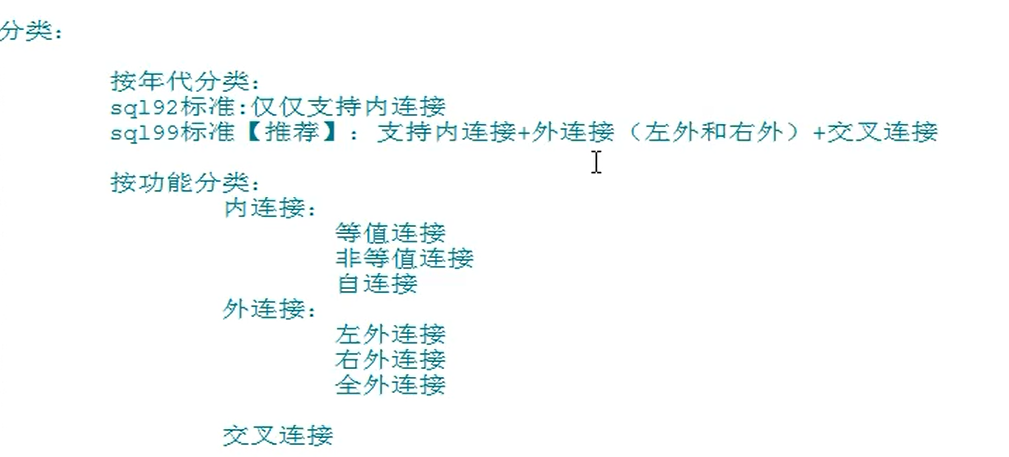 分类：
按年代分类：
sql92标准:仅仅支持内连接
sql99标准【推荐】：支持内连接+外连接（左外和右外）+交叉连接
按功能分类：
内连接：
等值连接
非等值连接
自连接
外连接：
左外连接
右外连接
全外连接
交叉连接